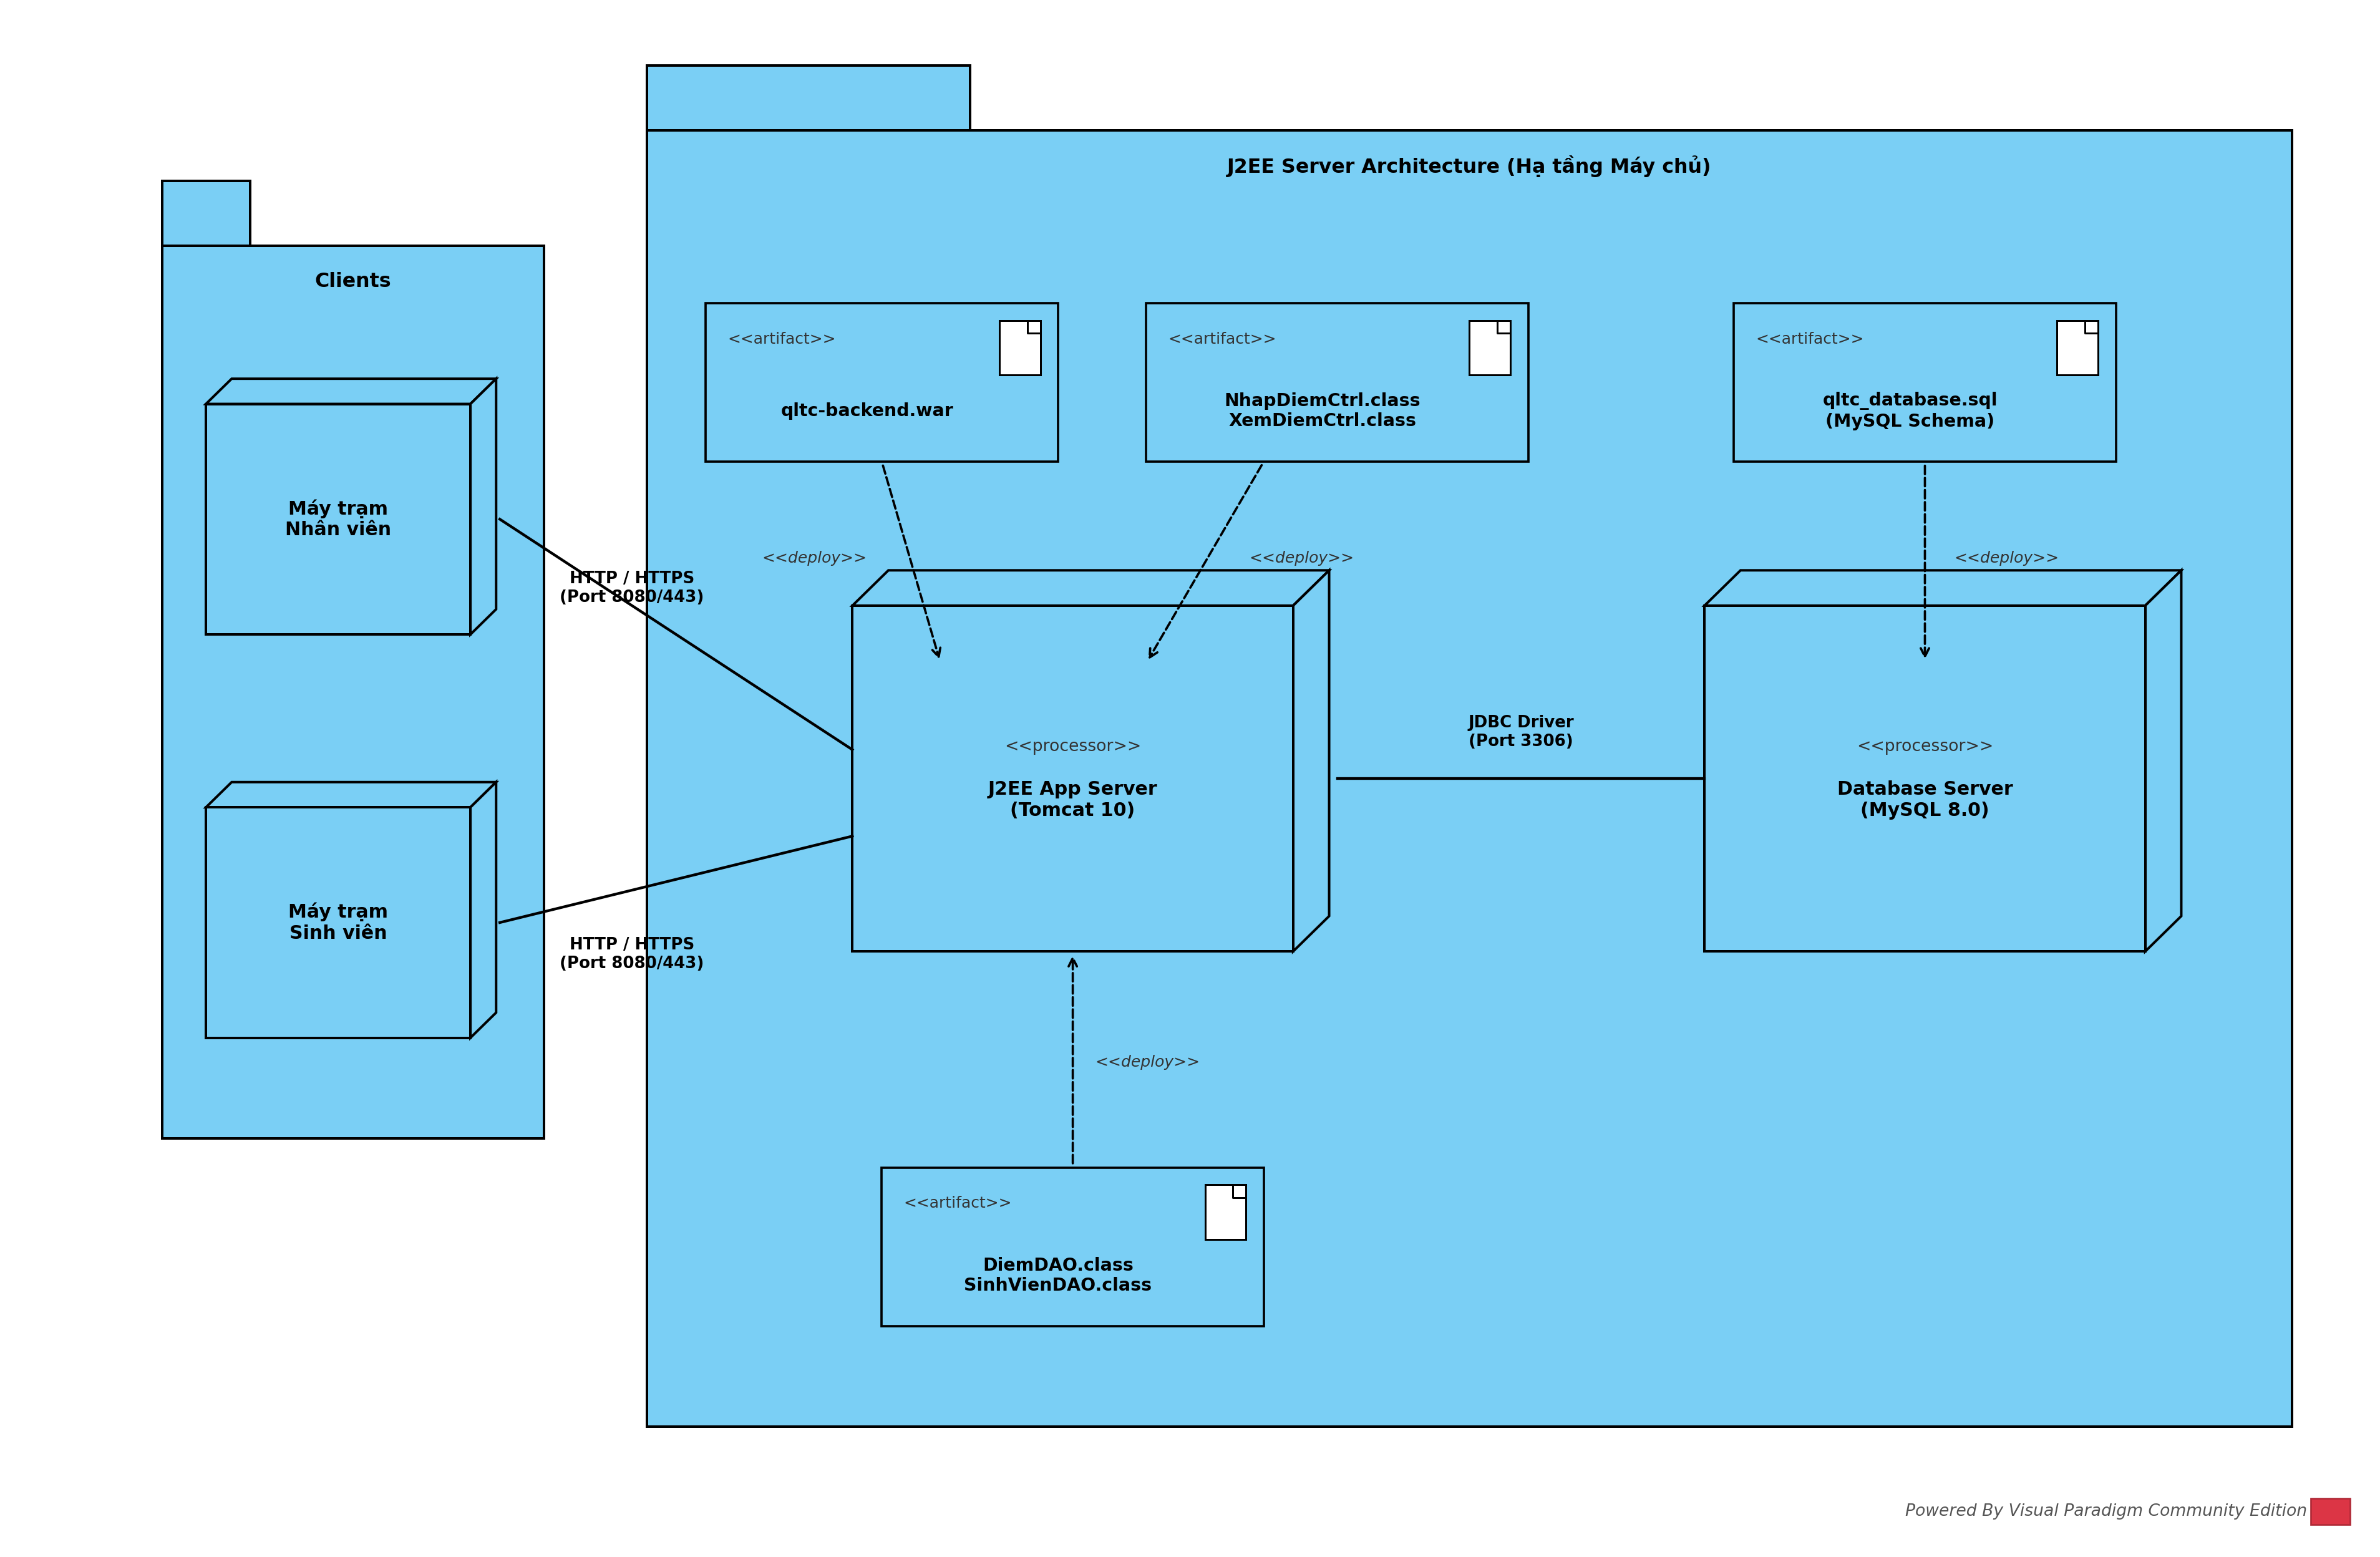 J2EE Server Architecture (Hạ tầng Máy chủ)
Clients
Máy trạm
Nhân viên
Máy trạm
Sinh viên
HTTP / HTTPS
(Port 8080/443)
HTTP / HTTPS
(Port 8080/443)
<<artifact>>
qltc-backend.war
<<artifact>>
NhapDiemCtrl.class
XemDiemCtrl.class
<<artifact>>
qltc_database.sql
(MySQL Schema)
<<deploy>>
<<deploy>>
<<deploy>>
<<processor>>
J2EE App Server
(Tomcat 10)
JDBC Driver
(Port 3306)
<<processor>>
Database Server
(MySQL 8.0)
<<deploy>>
<<artifact>>
DiemDAO.class
SinhVienDAO.class
Powered By Visual Paradigm Community Edition